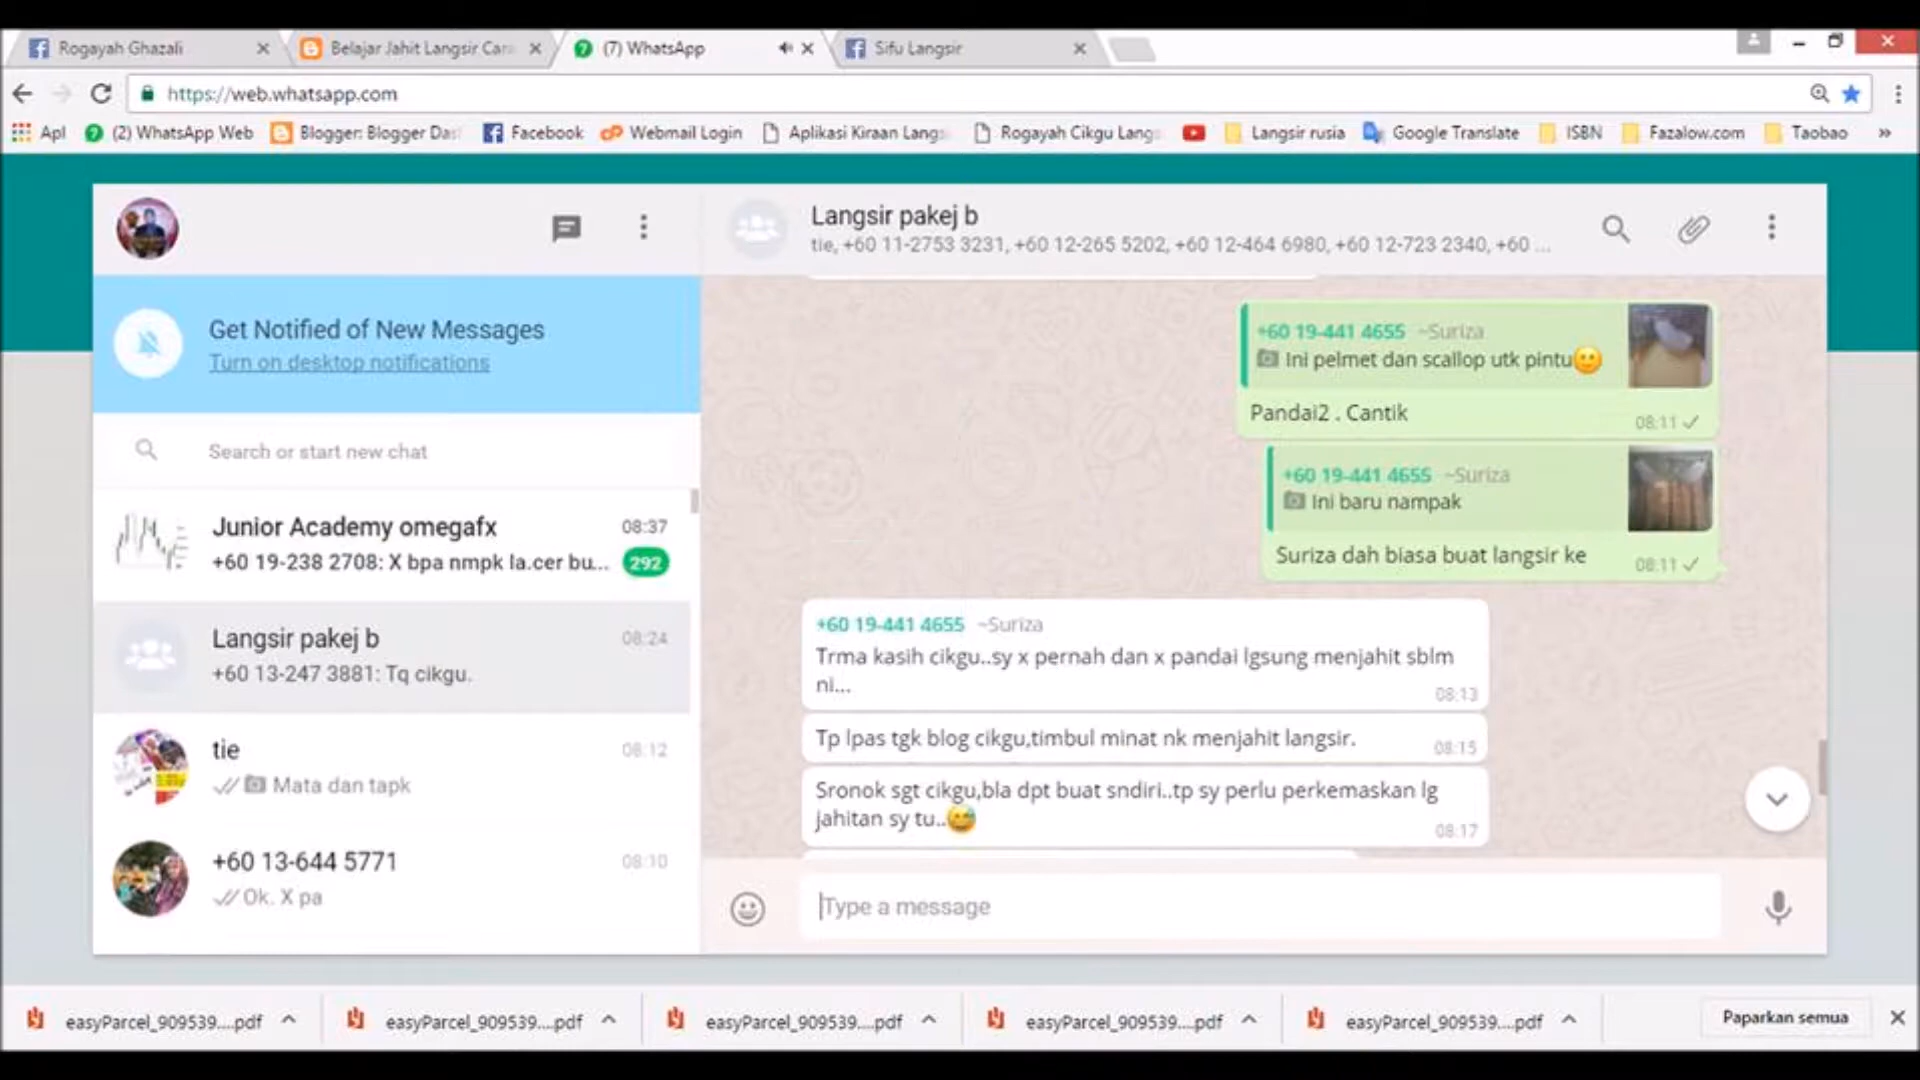 Rogayah Ghazali
Belajar Jahit Langsir Cara
(7) WhatsApp
Sifu Langsir
https://web.whatsapp.com
Apl
(2) WhatsApp Web
Blogger: Blogger Das
Facebook
Webmail Login
Aplikasi Kiraan Langs
Rogayah Cikgu Lang
Langsir rusia
Google Translate
ISBN
Fazalow.com
Taobao
»
Langsir pakej b
tie, +60 11-2753 3231, +60 12-265 5202, +60 12-464 6980, +60 12-723 2340, +60 ...
Get Notified of New Messages
Turn on desktop notifications
Search or start new chat
Junior Academy omegafx 08:37
+60 19-238 2708: X bpa nmpk la.cer bu... 292
Langsir pakej b 08:24
+60 13-247 3881: Tq cikgu.
tie 08:12
Mata dan tapk
+60 13-644 5771 08:10
Ok. X pa
+60 19-441 4655 ~Suriza
Ini pelmet dan scallop utk pintu🙂
Pandai2 . Cantik 08:11
+60 19-441 4655 ~Suriza
Ini baru nampak
Suriza dah biasa buat langsir ke 08:11
+60 19-441 4655 ~Suriza
Trma kasih cikgu..sy x pernah dan x pandai lgsung menjahit sblm
ni... 08:13
Tp lpas tgk blog cikgu,timbul minat nk menjahit langsir. 08:15
Sronok sgt cikgu,bla dpt buat sndiri..tp sy perlu perkemaskan lg
jahitan sy tu..😅 08:17
Type a message
easyParcel_909539....pdf
easyParcel_909539....pdf
easyParcel_909539....pdf
easyParcel_909539....pdf
easyParcel_909539....pdf
Paparkan semua